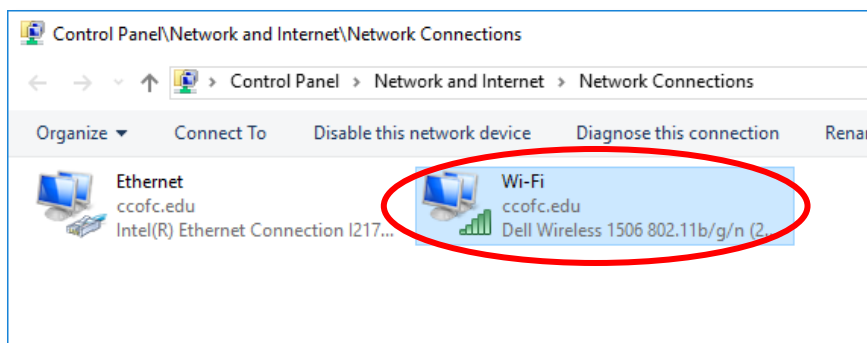 Control Panel\Network and Internet\Network Connections
Control Panel > Network and Internet > Network Connections
Organize Connect To Disable this network device Diagnose this connection
Ethernet
ccofc.edu
Intel(R) Ethernet Connection I217...
Wi-Fi
ccofc.edu
Dell Wireless 1506 802.11b/g/n (2...